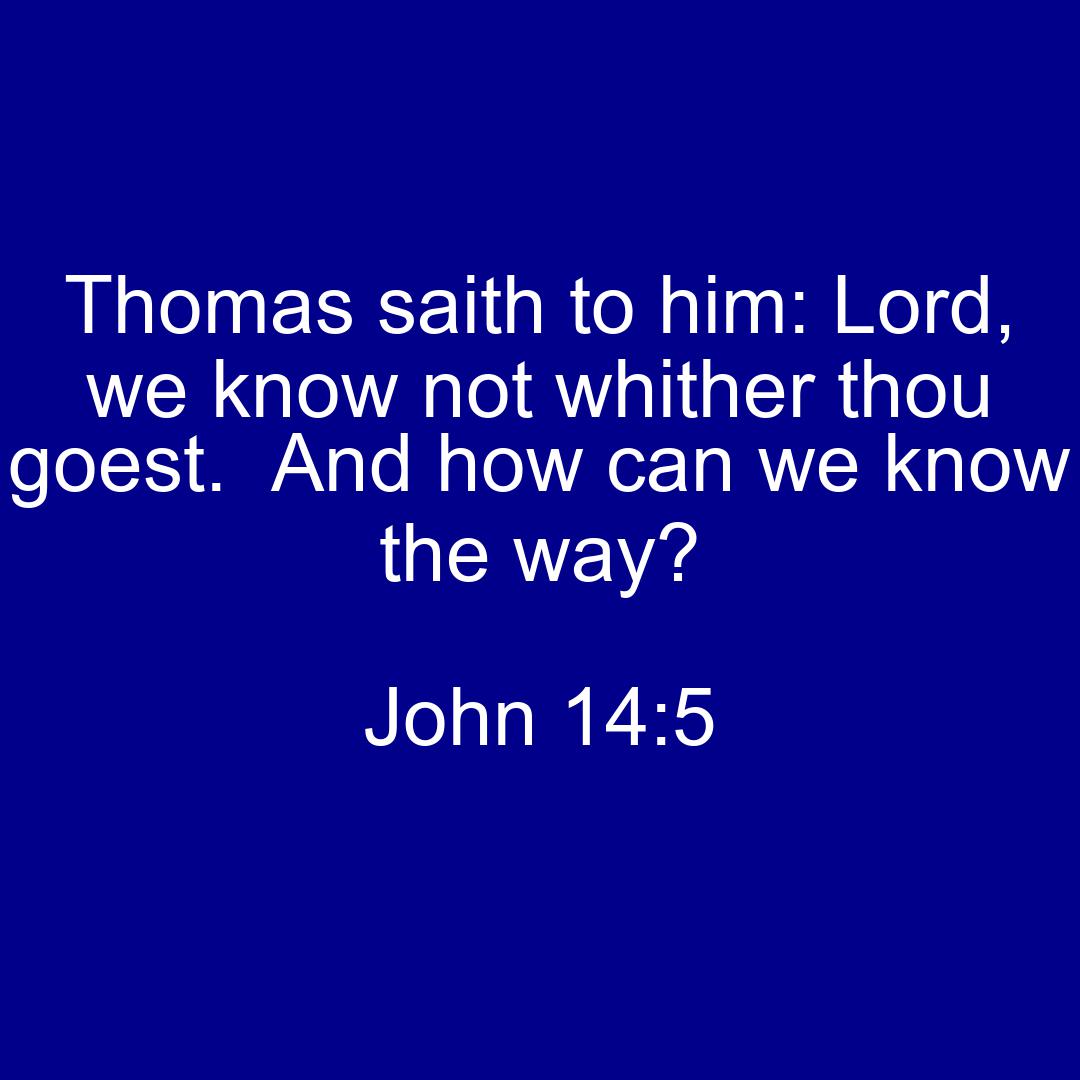 Thomas saith to him: Lord,
we know not whither thou
goest.  And how can we know
the way?
John 14:5